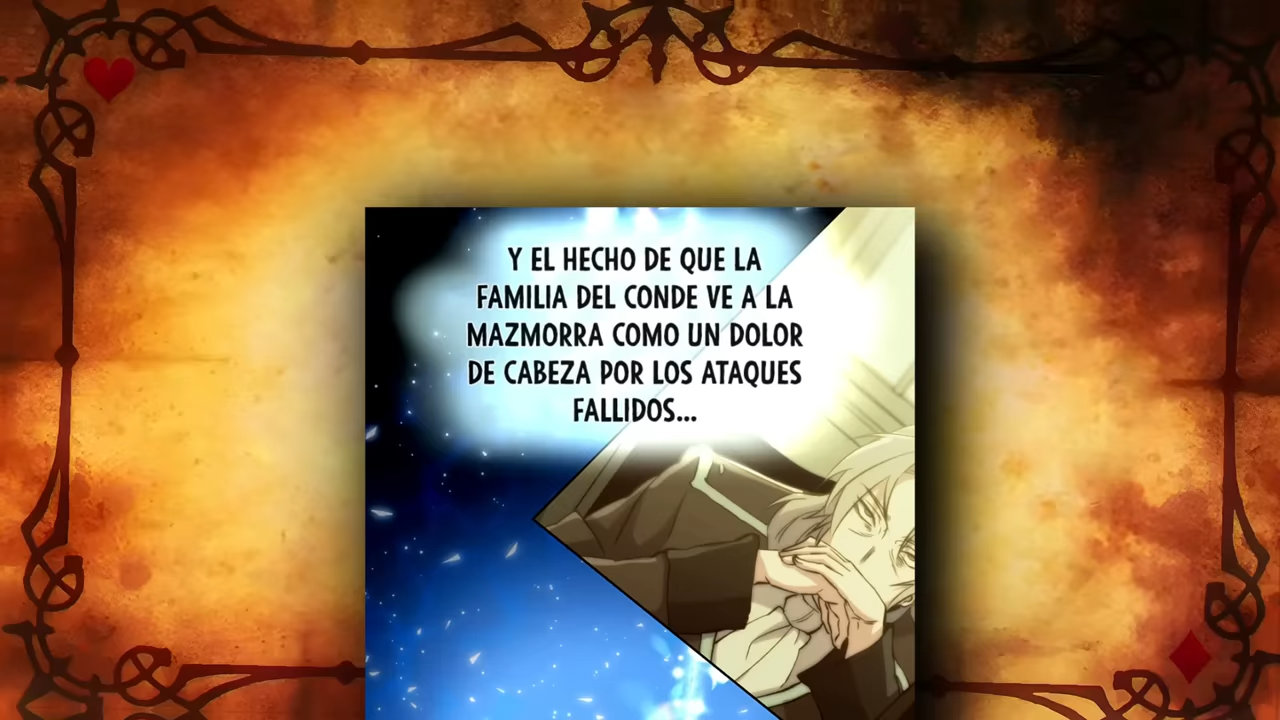 Y EL HECHO DE QUE LA
FAMILIA DEL CONDE VE A LA
MAZMORRA COMO UN DOLOR
DE CABEZA POR LOS ATAQUES
FALLIDOS...